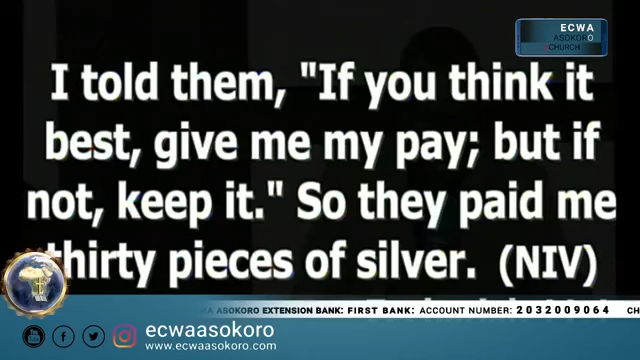 ECWA
ASOKORO
CHURCH
I told them, "If you think it
best, give me my pay; but if
not, keep it." So they paid me
thirty pieces of silver. (NIV)
ASOKORO EXTENSION BANK: FIRST BANK: ACCOUNT NUMBER: 2032009064
ecwaasokoro
www.ecwaasokoro.com